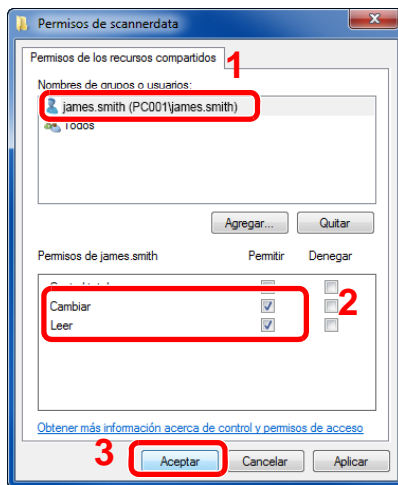 Permisos de scannerdata
Permisos de los recursos compartidos
1
Nombres de grupos o usuarios:
james.smith (PC001\james.smith)
Todos
Agregar... Quitar
Permisos de james.smith Permitir Denegar
Cambiar
2
Leer
Obtener más información acerca de control y permisos de acceso
3
Aceptar Cancelar Aplicar